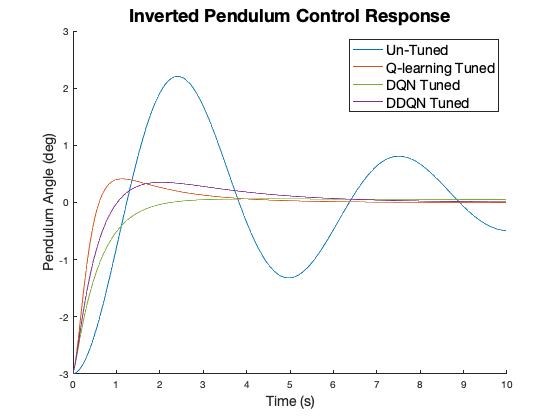 Inverted Pendulum Control Response
3
2
1
0
-1
-2
-3
Pendulum Angle (deg)
Un-Tuned
Q-learning Tuned
DQN Tuned
DDQN Tuned
0 1 2 3 4 5 6 7 8 9 10
Time (s)